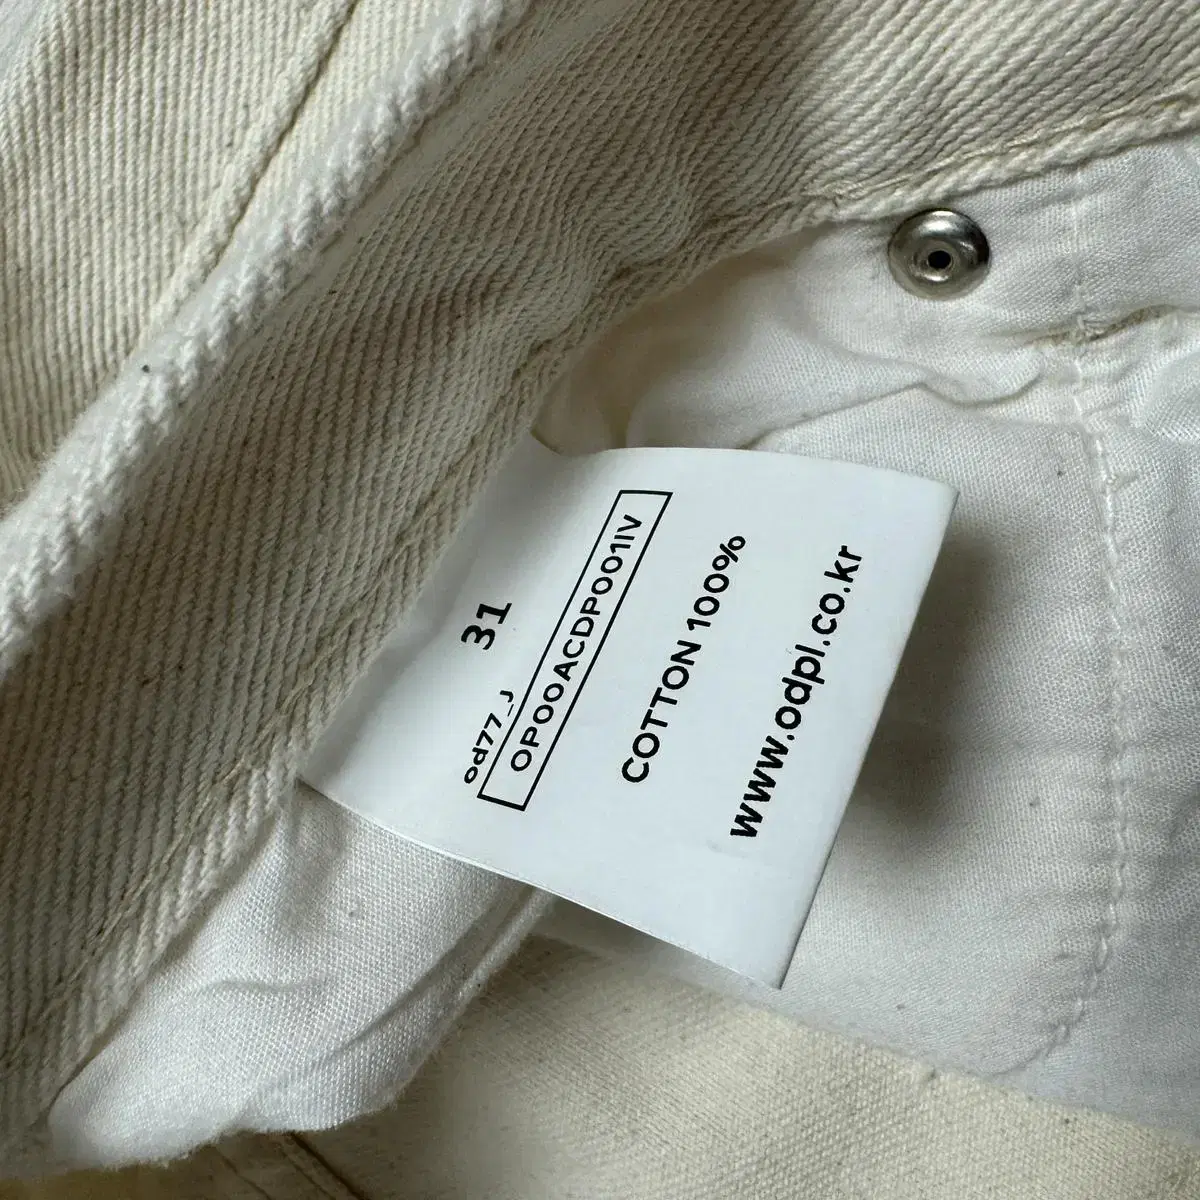 31
od77_J
OP00ACDP001IV
COTTON 100%
www.odpl.co.kr